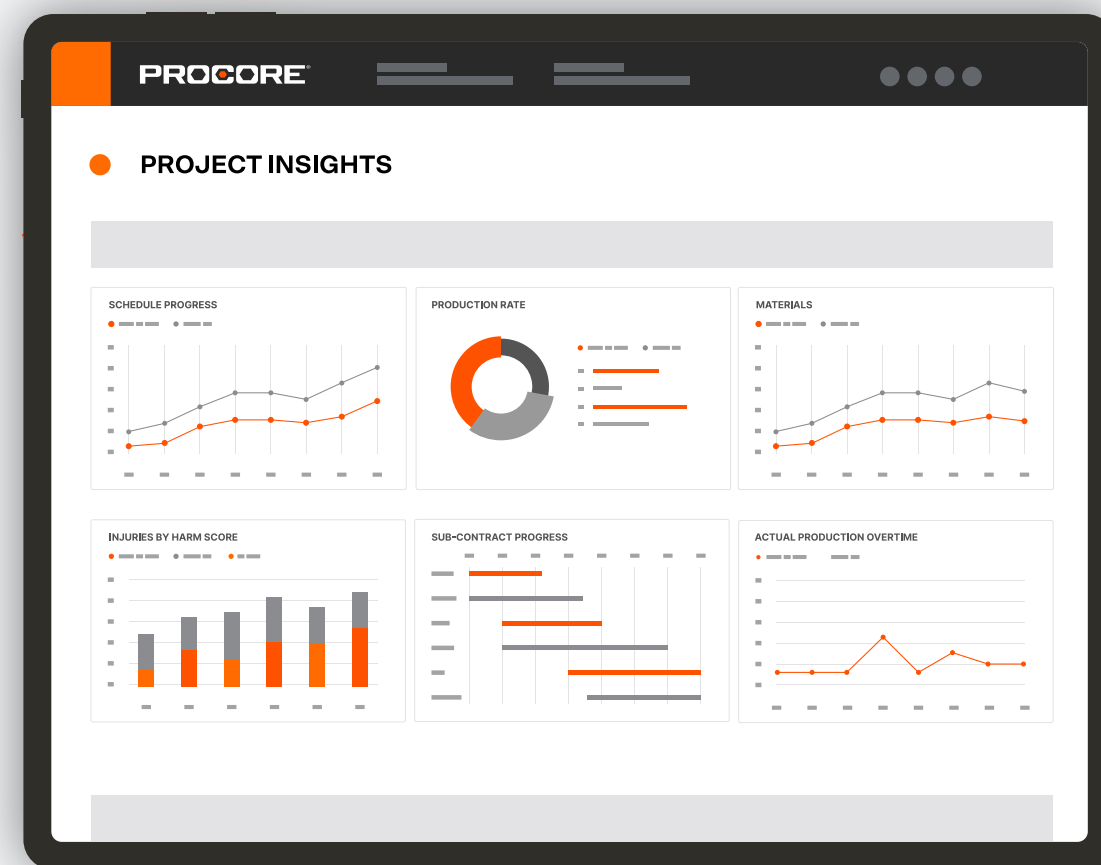 PROCORE®
PROJECT INSIGHTS
SCHEDULE PROGRESS
PRODUCTION RATE
MATERIALS
INJURIES BY HARM SCORE
SUB-CONTRACT PROGRESS
ACTUAL PRODUCTION OVERTIME